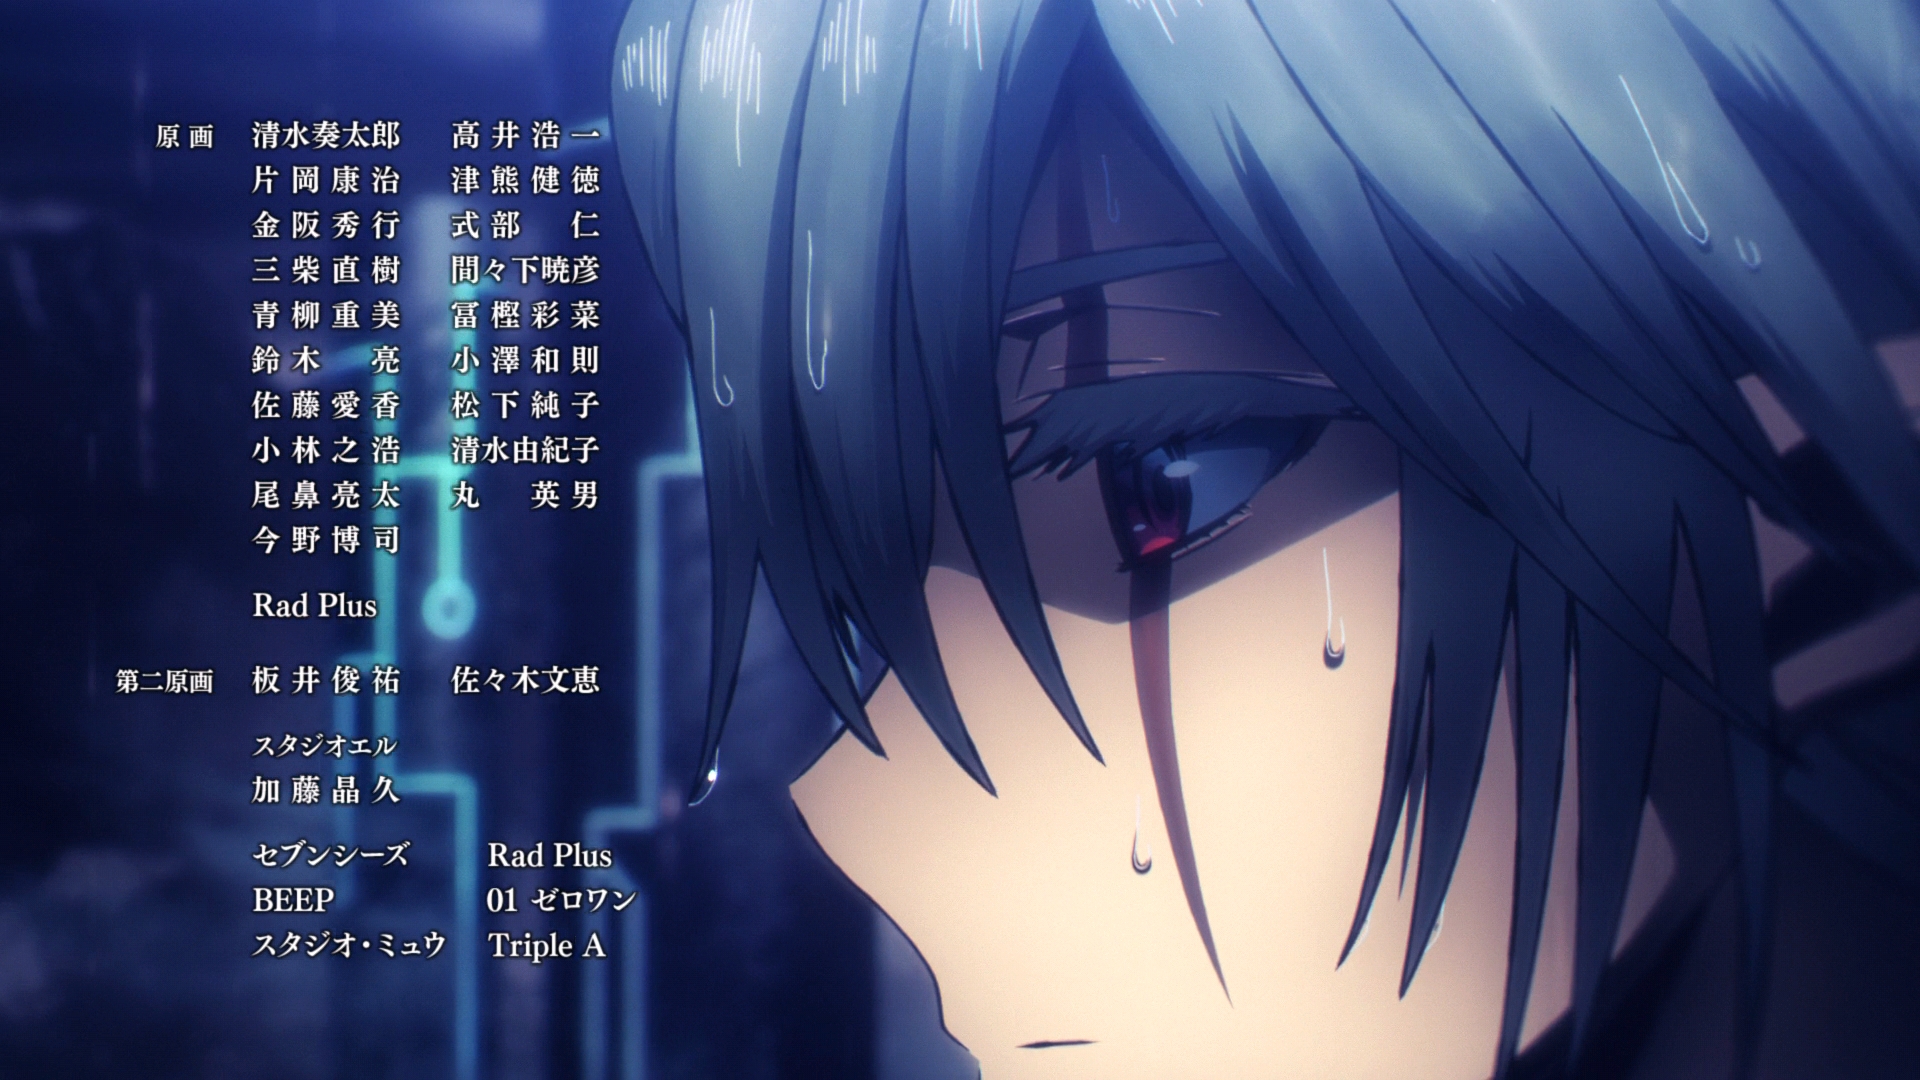 原画 清水奏太郎 高井浩一
片岡康治 津熊健徳
金阪秀行 式部 仁
三柴直樹 間々下暁彦
青柳重美 冨樫彩菜
鈴木 亮 小澤和則
佐藤愛香 松下純子
小林之浩 清水由紀子
尾鼻亮太 丸 英男
今野博司
Rad Plus
第二原画 板井俊祐 佐々木文恵
スタジオエル
加藤晶久
セブンシーズ Rad Plus
BEEP 01 ゼロワン
スタジオ・ミュウ Triple A